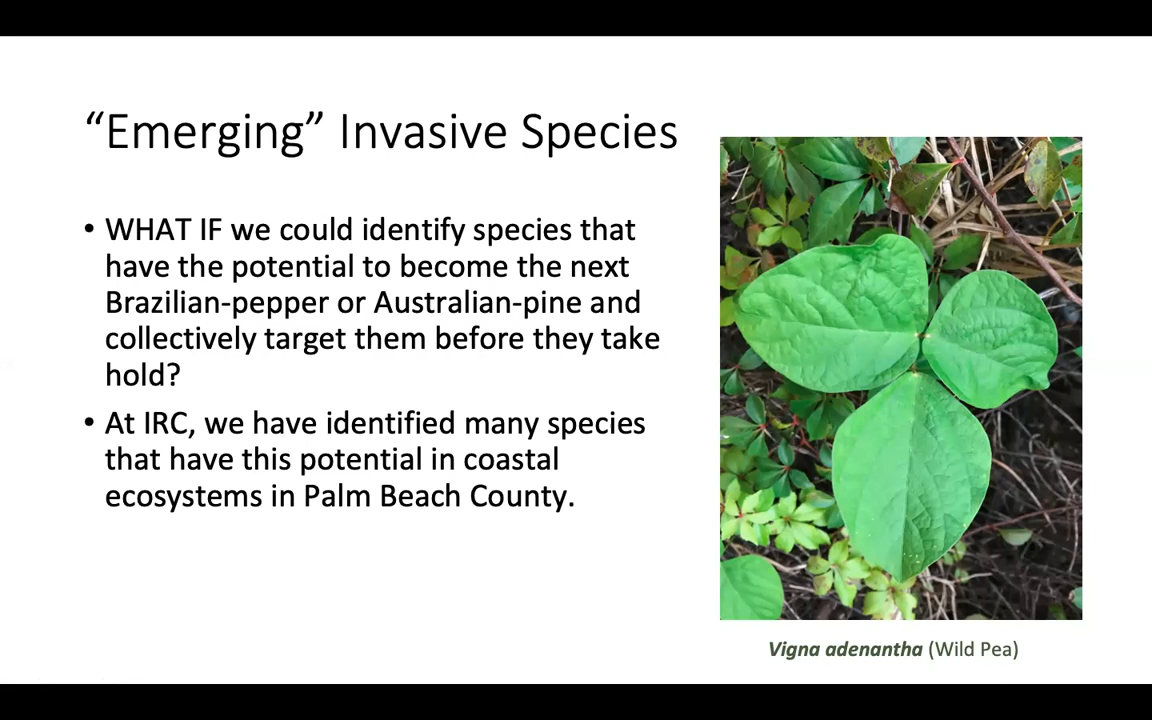 “Emerging” Invasive Species
• WHAT IF we could identify species that
have the potential to become the next
Brazilian-pepper or Australian-pine and
collectively target them before they take
hold?
• At IRC, we have identified many species
that have this potential in coastal
ecosystems in Palm Beach County.
Vigna adenantha (Wild Pea)